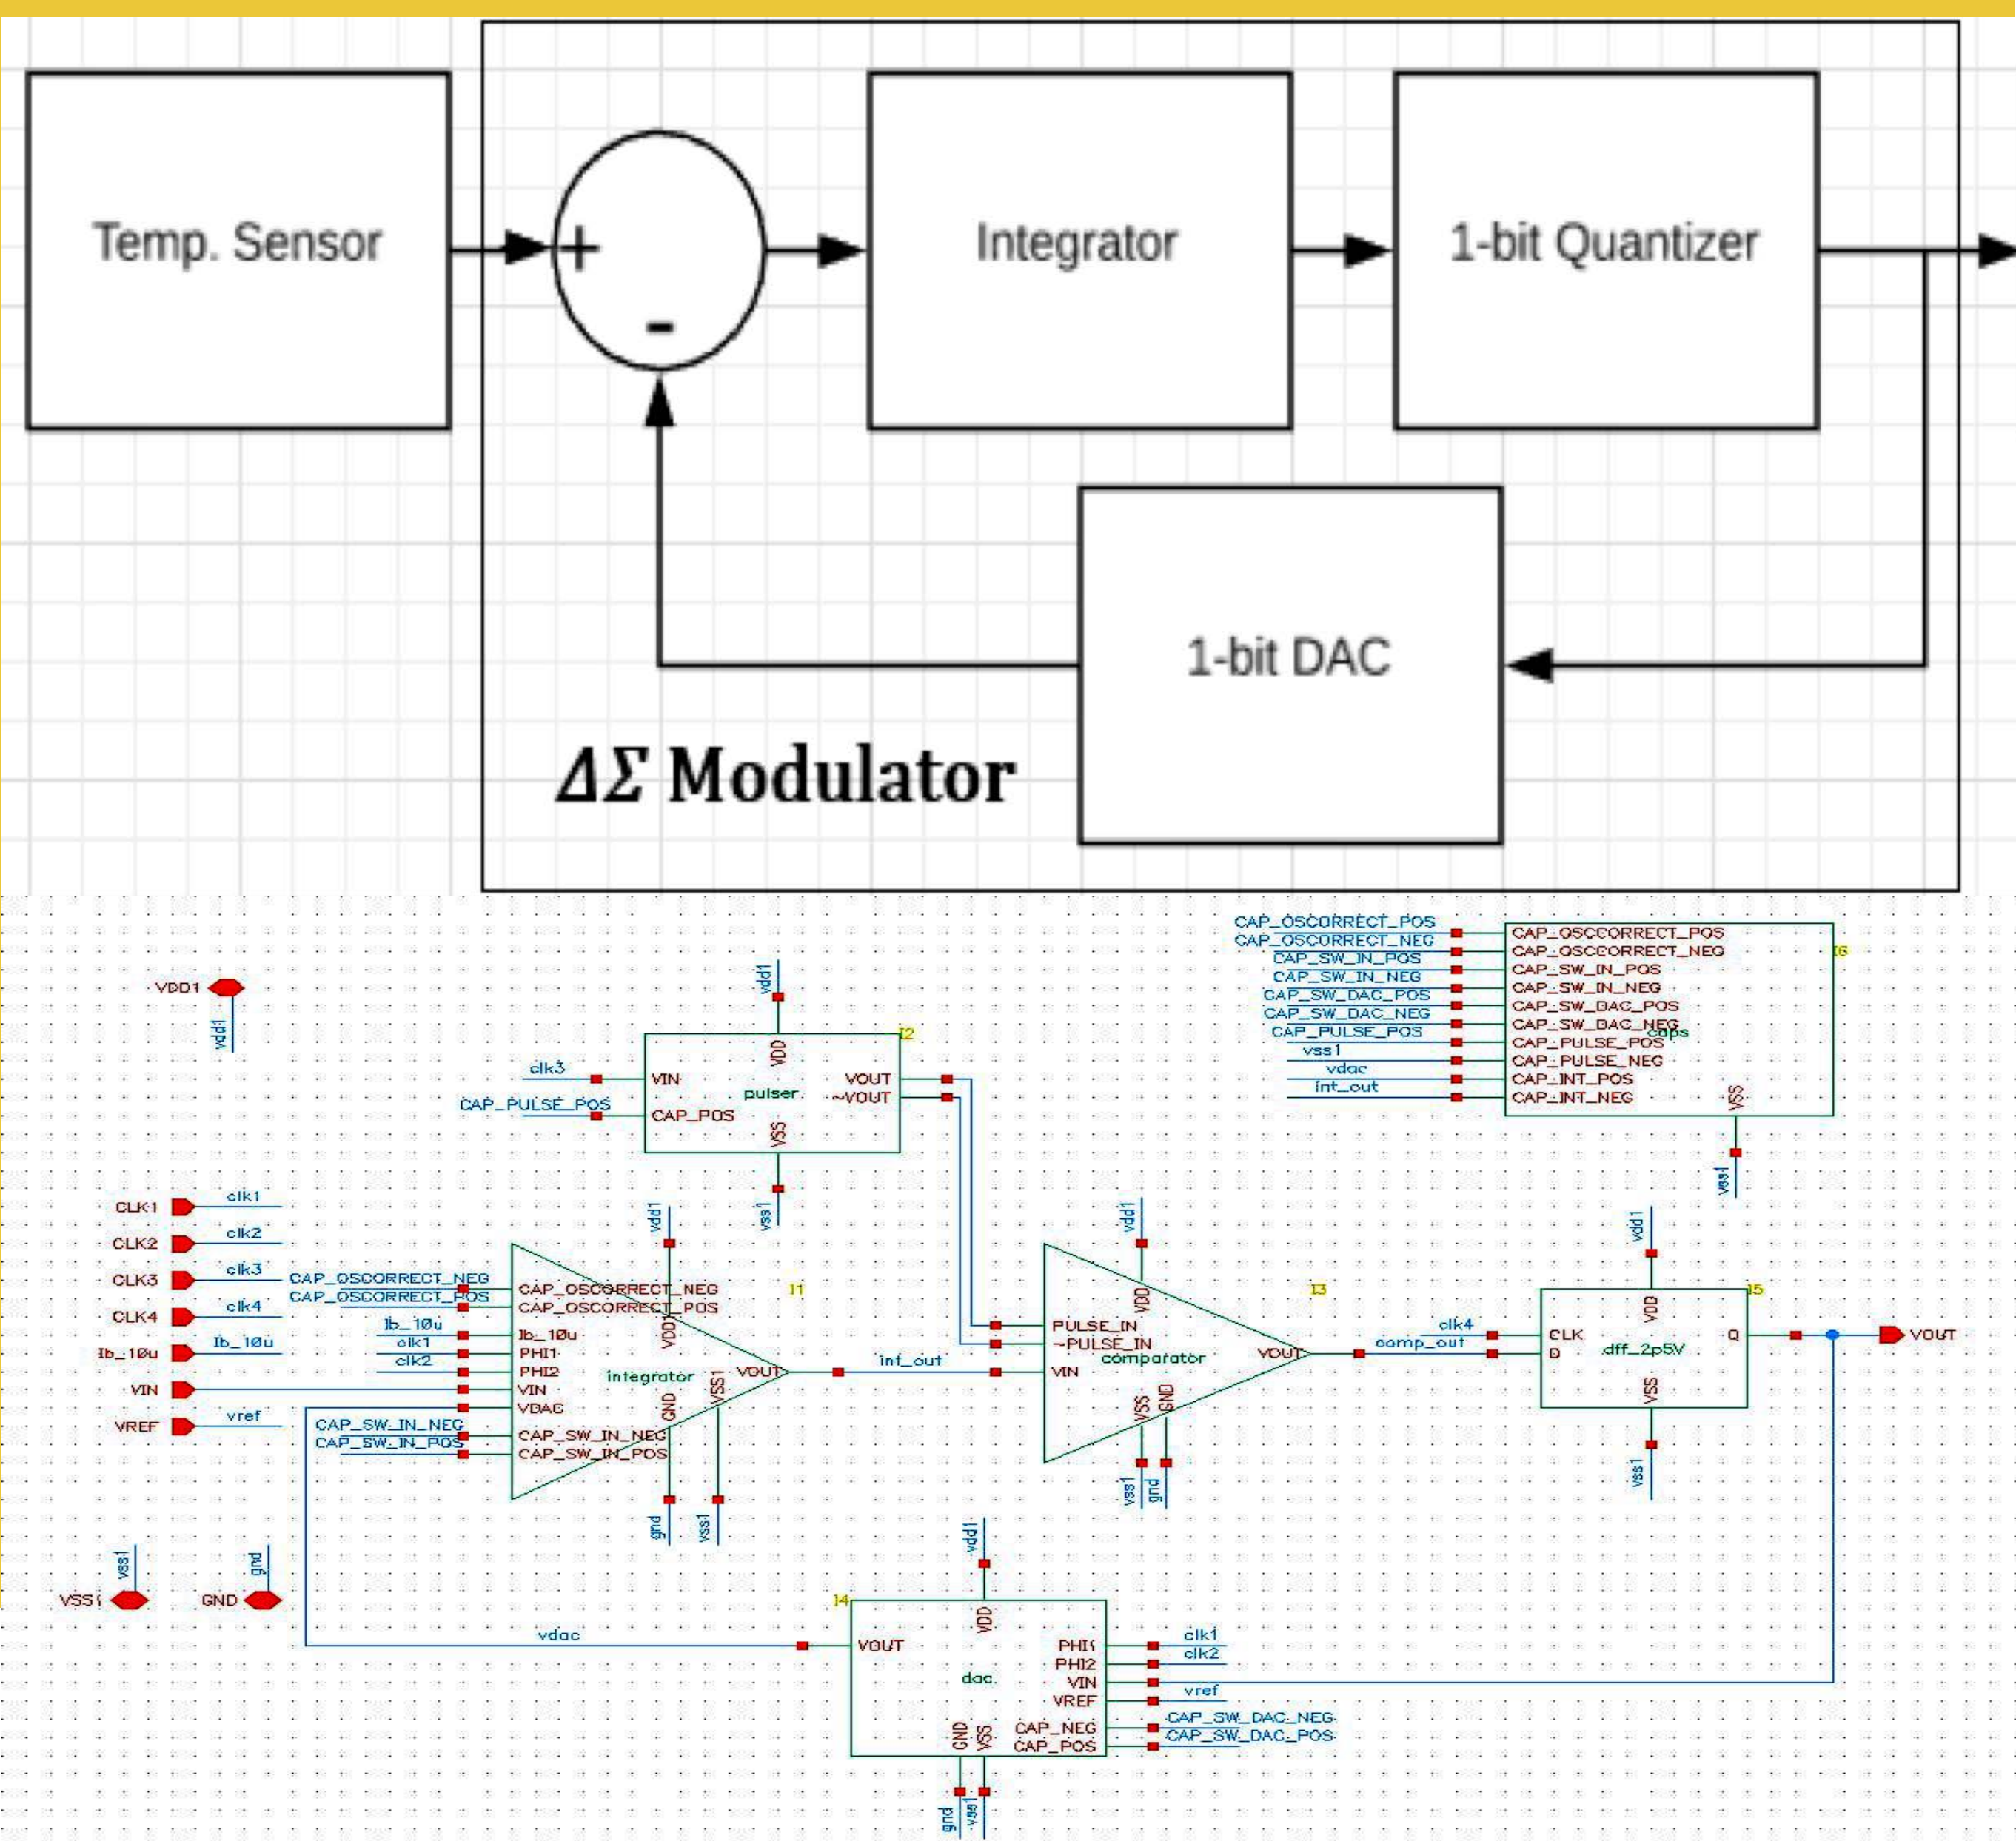 Temp. Sensor
+
-
Integrator
1-bit Quantizer
1-bit DAC
ΔΣ Modulator
VDD1
vdd1
vdd1
I2
clk3
VIN
VDD
VOUT
pulser
~VOUT
CAP_PULSE_POS
CAP_POS
VSS
vss1
CAP_OSCORRECT_POS
CAP_OSCORRECT_NEG
CAP_SW_IN_POS
CAP_SW_IN_NEG
CAP_SW_DAC_POS
CAP_SW_DAC_NEG
CAP_PULSE_POS
vss1
vdac
int_out
CAP_OSCCORRECT_POS
CAP_OSCCORRECT_NEG
CAP_SW_IN_POS
CAP_SW_IN_NEG
CAP_SW_DAC_POS
CAP_SW_DAC_NEG
CAP_PULSE_POS
CAP_PULSE_NEG
CAP_INT_POS
CAP_INT_NEG
caps
I6
VSS
vss1
CLK1
clk1
CLK2
clk2
CLK3
clk3
CLK4
clk4
Ib_10u
Ib_10u
VIN
VREF
vref
CAP_OSCORRECT_NEG
CAP_OSCORRECT_POS
Ib_10u
clk1
clk2
CAP_SW_IN_NEG
CAP_SW_IN_POS
vdd1
I1
CAP_OSCORRECT_NEG
CAP_OSCORRECT_POS
Ib_10u
PHI1
PHI2
VIN
VDAC
CAP_SW_IN_NEG
CAP_SW_IN_POS
VDD1
integrator
VOUT
GND
VSS1
gnd
vss1
int_out
vdd1
I3
VDD
PULSE_IN
~PULSE_IN
comparator
VIN
VOUT
VSS
GND
vss1
gnd
clk4
comp_out
vdd1
I5
VDD
CLK
D
dff_2p5V
Q
VSS
vss1
VOUT
vss1
gnd
VSS1
GND
vdac
vdd1
I4
VDD
VOUT
dac
PHI1
PHI2
VIN
VREF
CAP_NEG
CAP_POS
GND
VSS
gnd
vss1
clk1
clk2
vref
CAP_SW_DAC_NEG
CAP_SW_DAC_POS